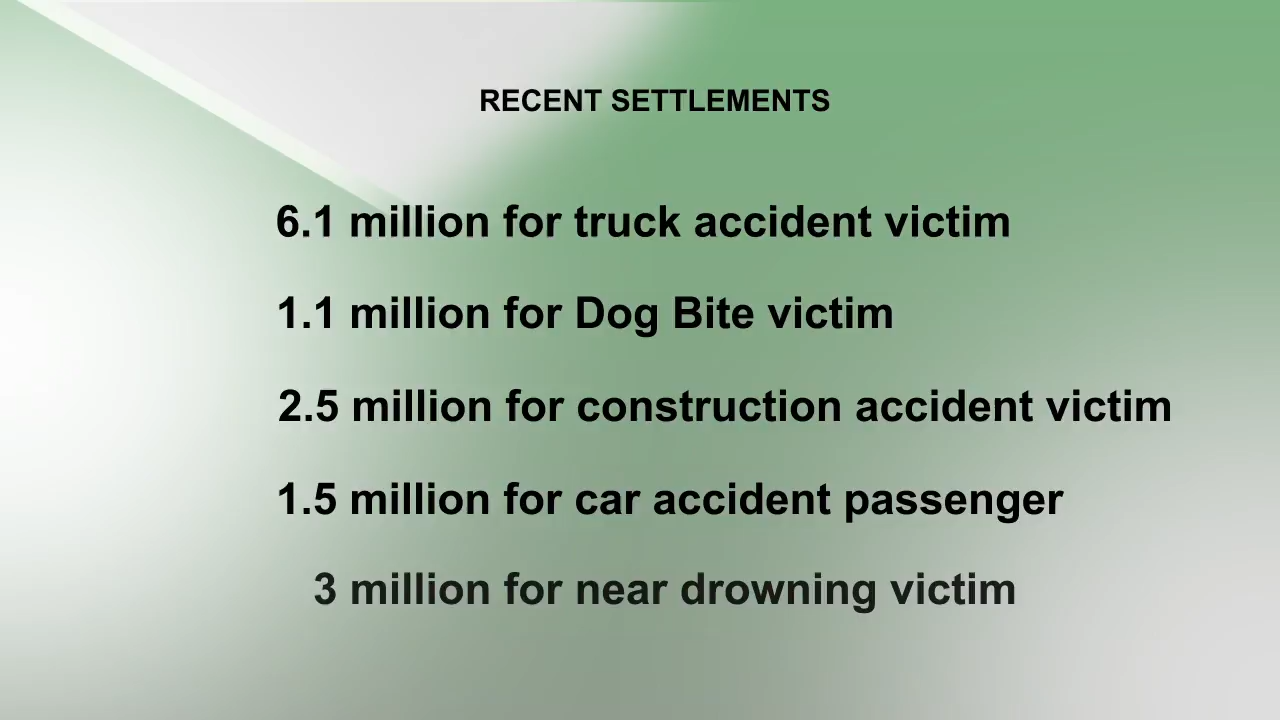 RECENT SETTLEMENTS
6.1 million for truck accident victim
1.1 million for Dog Bite victim
2.5 million for construction accident victim
1.5 million for car accident passenger
3 million for near drowning victim